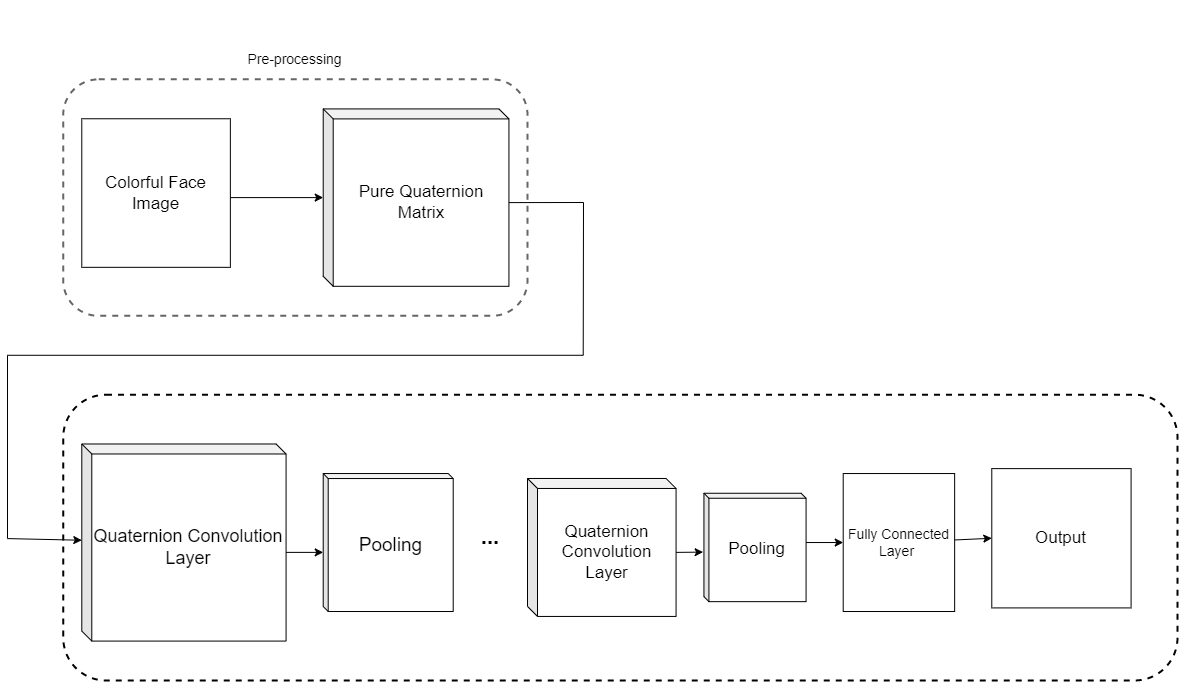 Pre-processing
Colorful Face
Image
Pure Quaternion
Matrix
Quaternion Convolution
Layer
Pooling
...
Quaternion
Convolution
Layer
Pooling
Fully Connected
Layer
Output